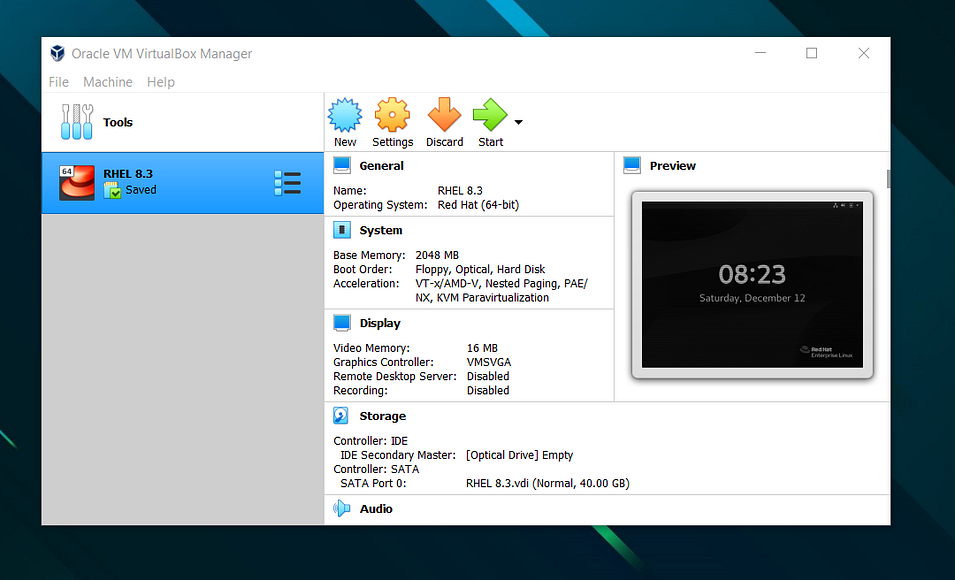 Oracle VM VirtualBox Manager
File Machine Help
Tools
New Settings Discard Start
64
RHEL 8.3
Saved
General
Name: RHEL 8.3
Operating System: Red Hat (64-bit)
System
Base Memory: 2048 MB
Boot Order: Floppy, Optical, Hard Disk
Acceleration: VT-x/AMD-V, Nested Paging, PAE/
NX, KVM Paravirtualization
Display
Video Memory: 16 MB
Graphics Controller: VMSVGA
Remote Desktop Server: Disabled
Recording: Disabled
Preview
08:23
Saturday, December 12
Red Hat
Enterprise Linux
Storage
Controller: IDE
IDE Secondary Master: [Optical Drive] Empty
Controller: SATA
SATA Port 0: RHEL 8.3.vdi (Normal, 40.00 GB)
Audio